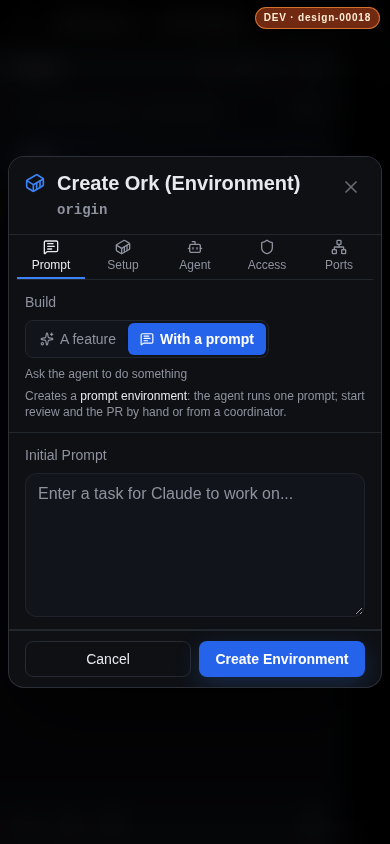 DEV · design-00018
Create Ork (Environment)
origin
Prompt
Setup
Agent
Access
Ports
Build
A feature
With a prompt
Ask the agent to do something
Creates a prompt environment: the agent runs one prompt; start
review and the PR by hand or from a coordinator.
Initial Prompt
Enter a task for Claude to work on...
Cancel
Create Environment